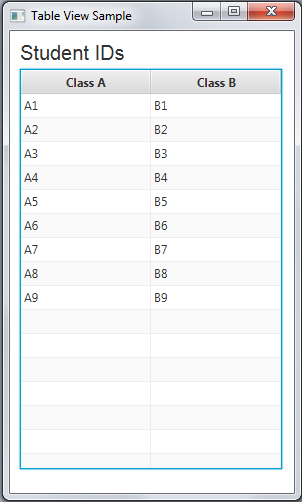 Table View Sample
Student IDs
Class A Class B
A1 B1
A2 B2
A3 B3
A4 B4
A5 B5
A6 B6
A7 B7
A8 B8
A9 B9